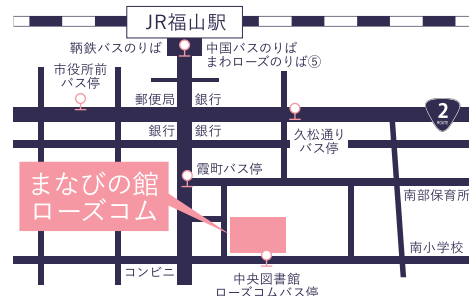 JR福山駅
鞆鉄バスのりば
中国バスのりば
まわローズのりば⑤
市役所前
バス停
郵便局
銀行
2
ROUTE
銀行
銀行
久松通り
バス停
霞町バス停
まなびの館
ローズコム
南部保育所
南小学校
コンビニ
中央図書館
ローズコムバス停